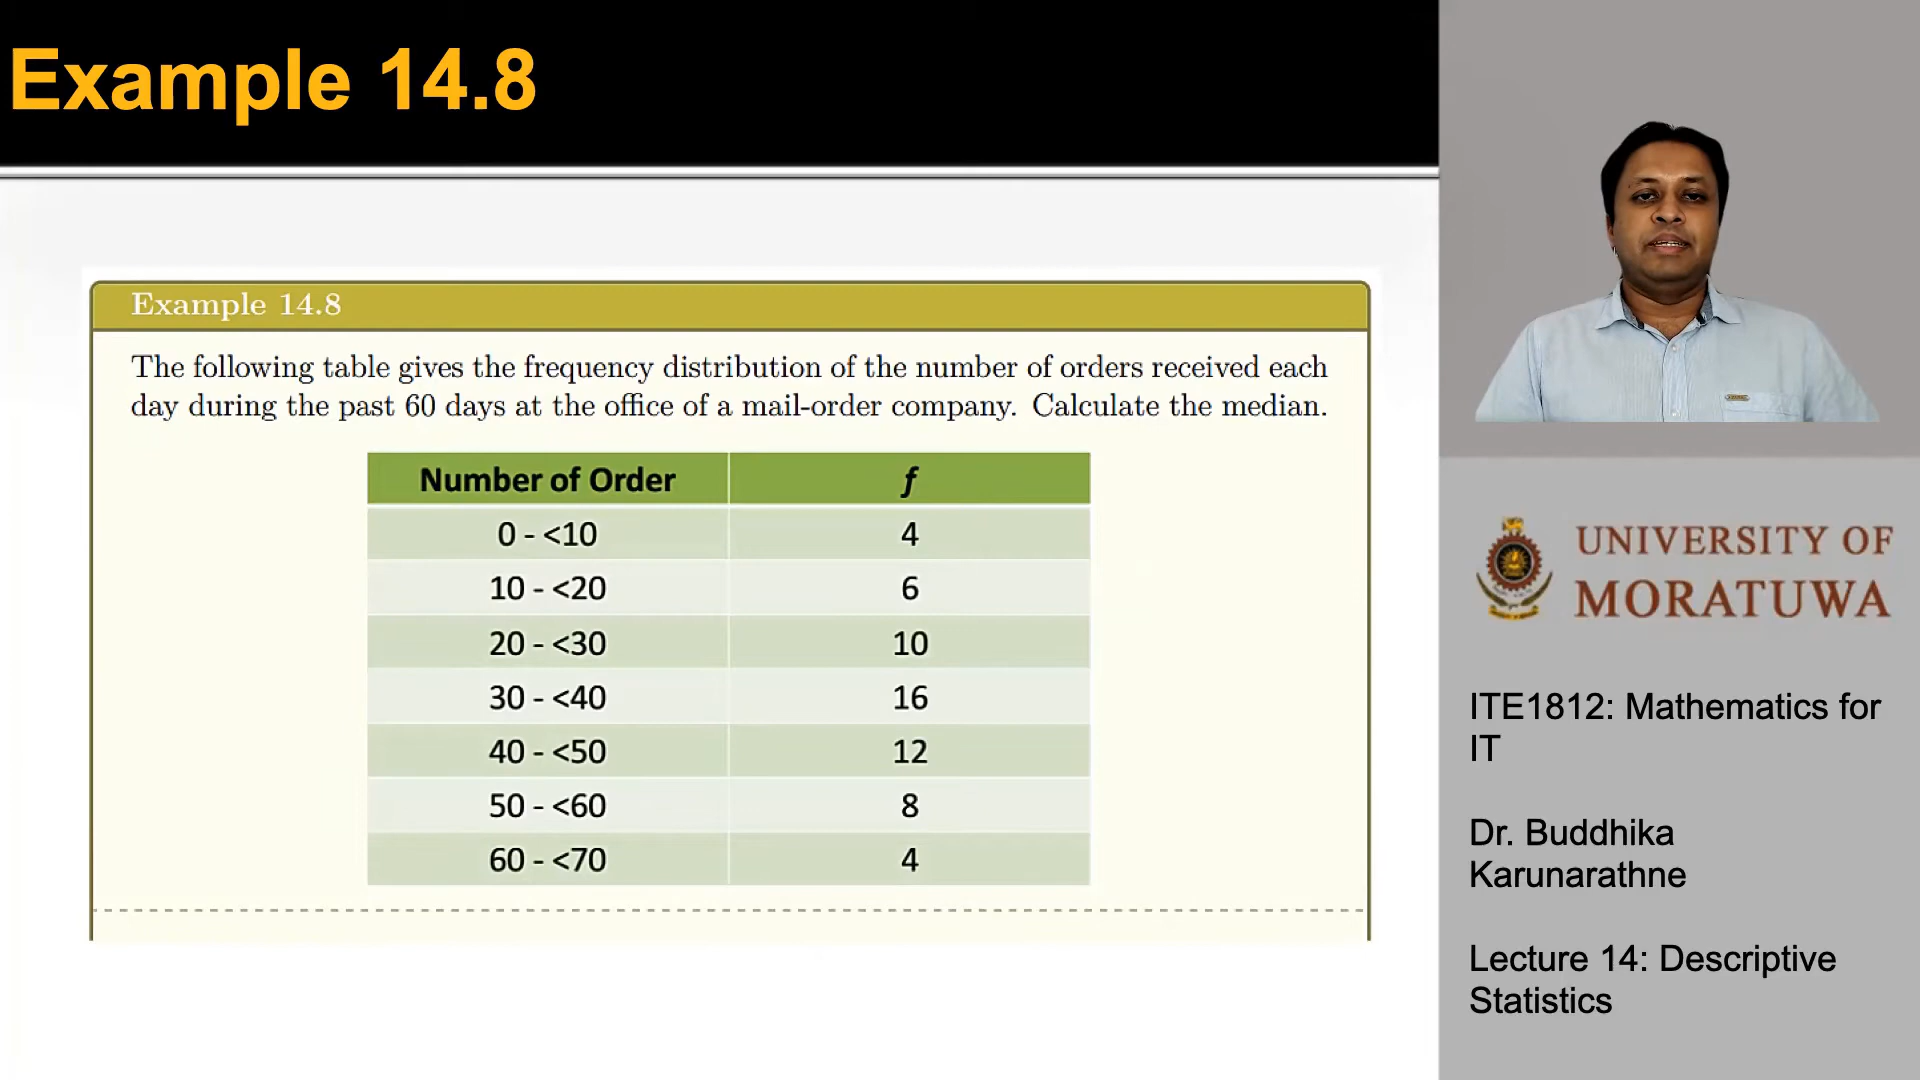 Example 14.8
Example 14.8
The following table gives the frequency distribution of the number of orders received each
day during the past 60 days at the office of a mail-order company. Calculate the median.
Number of Order f
0 - <10 4
10 - <20 6
20 - <30 10
30 - <40 16
40 - <50 12
50 - <60 8
60 - <70 4
UNIVERSITY OF
MORATUWA
ITE1812: Mathematics for
IT
Dr. Buddhika
Karunarathne
Lecture 14: Descriptive
Statistics